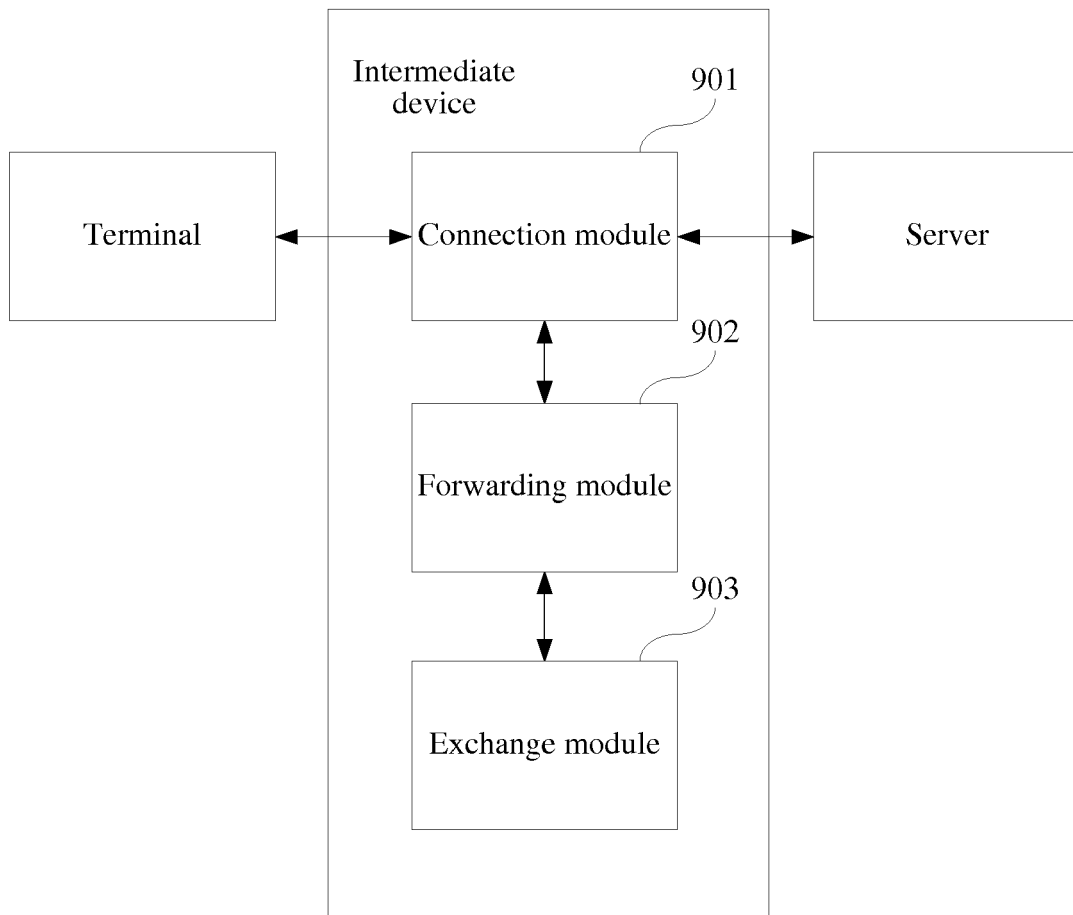 Intermediate
device
901
Terminal
Connection module
Server
902
Forwarding module
903
Exchange module